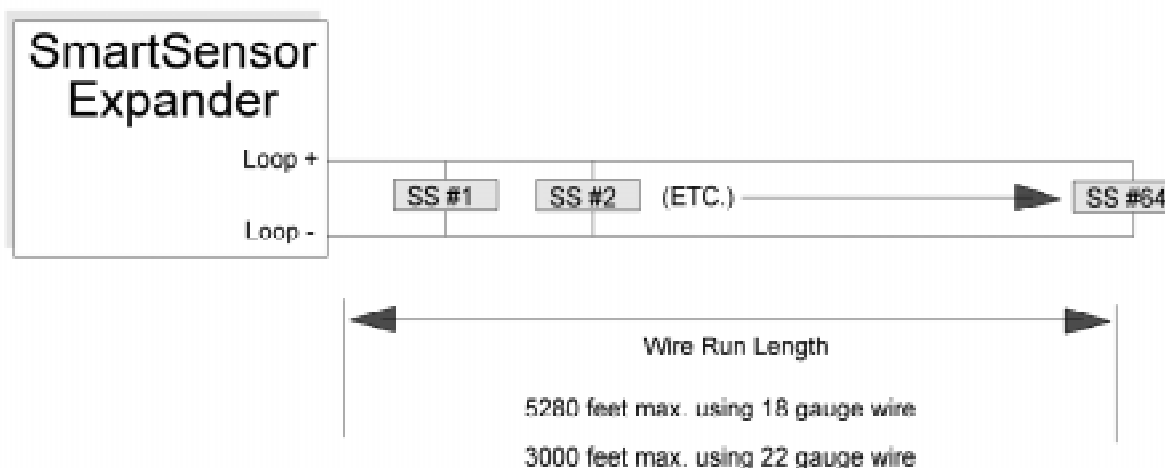 SmartSensor
Expander
Loop +
SS #1
SS #2
(ETC.)
SS #64
Loop -
Wire Run Length
5280 feet max. using 18 gauge wire
3000 feet max. using 22 gauge wire